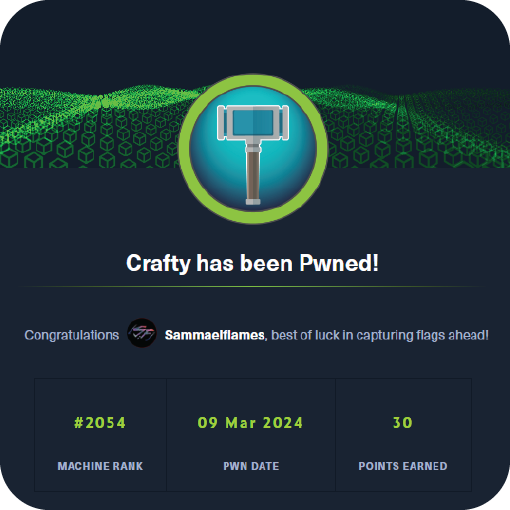 Crafty has been Pwned!
Congratulations Sammaelflames, best of luck in capturing flags ahead!
#2054 09 Mar 2024 30
MACHINE RANK PWN DATE POINTS EARNED